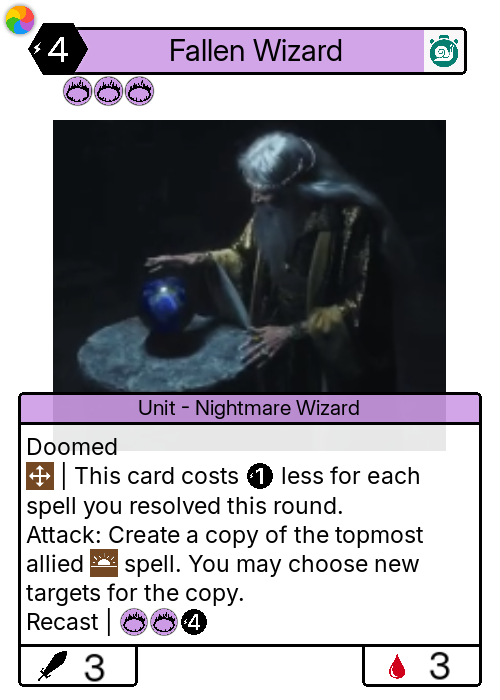 4
Fallen Wizard
Unit - Nightmare Wizard
Doomed
| This card costs 1 less for each
spell you resolved this round.
Attack: Create a copy of the topmost
allied spell. You may choose new
targets for the copy.
Recast | 4
3
3